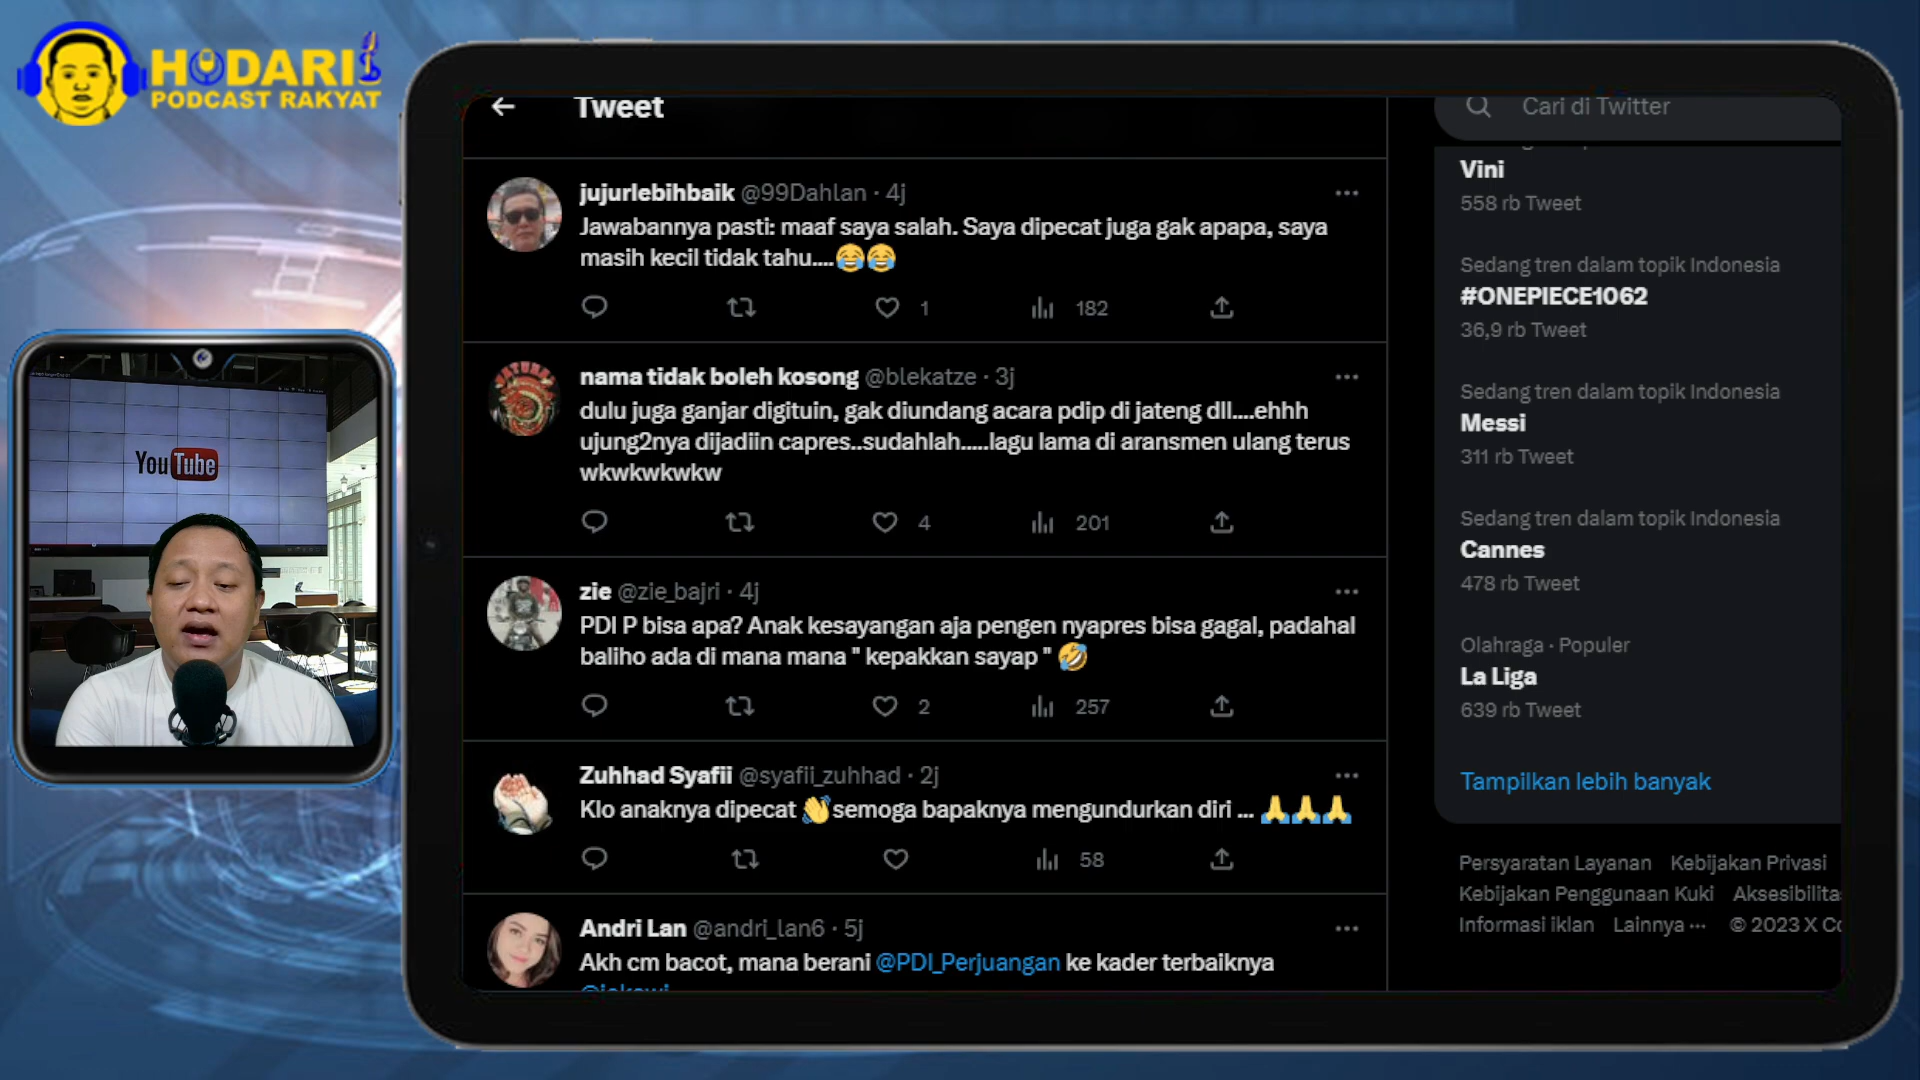 HODARI
PODCAST RAKYAT
YouTube
Tweet
jujurlebihbaik @99Dahlan · 4j
Jawabannya pasti: maaf saya salah. Saya dipecat juga gak apapa, saya
masih kecil tidak tahu....😂😂
1 182
nama tidak boleh kosong @blekatze · 3j
dulu juga ganjar digituin, gak diundang acara pdip di jateng dll....ehhh
ujung2nya dijadiin capres..sudahlah.....lagu lama di aransmen ulang terus
wkwkwkwkw
4 201
zie @zie_bajri · 4j
PDI P bisa apa? Anak kesayangan aja pengen nyapres bisa gagal, padahal
baliho ada di mana mana " kepakkan sayap " 🤣
2 257
Zuhhad Syafii @syafii_zuhhad · 2j
Klo anaknya dipecat 👋semoga bapaknya mengundurkan diri ... 🙏🙏🙏
58
Andri Lan @andri_lan6 · 5j
Akh cm bacot, mana berani @PDI_Perjuangan ke kader terbaiknya
@jokowi
Cari di Twitter
Vini
558 rb Tweet
Sedang tren dalam topik Indonesia
#ONEPIECE1062
36,9 rb Tweet
Sedang tren dalam topik Indonesia
Messi
311 rb Tweet
Sedang tren dalam topik Indonesia
Cannes
478 rb Tweet
Olahraga · Populer
La Liga
639 rb Tweet
Tampilkan lebih banyak
Persyaratan Layanan Kebijakan Privasi
Kebijakan Penggunaan Kuki Aksesibilitas
Informasi iklan Lainnya ··· © 2023 X Co